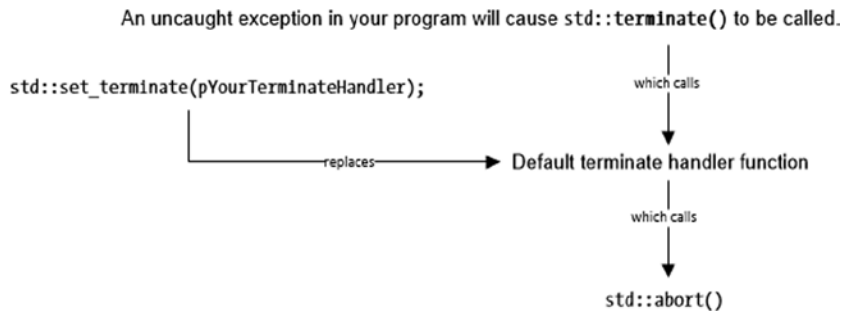 An uncaught exception in your program will cause std::terminate() to be called.
std::set_terminate(pYourTerminateHandler);
which calls
replaces
Default terminate handler function
which calls
std::abort()